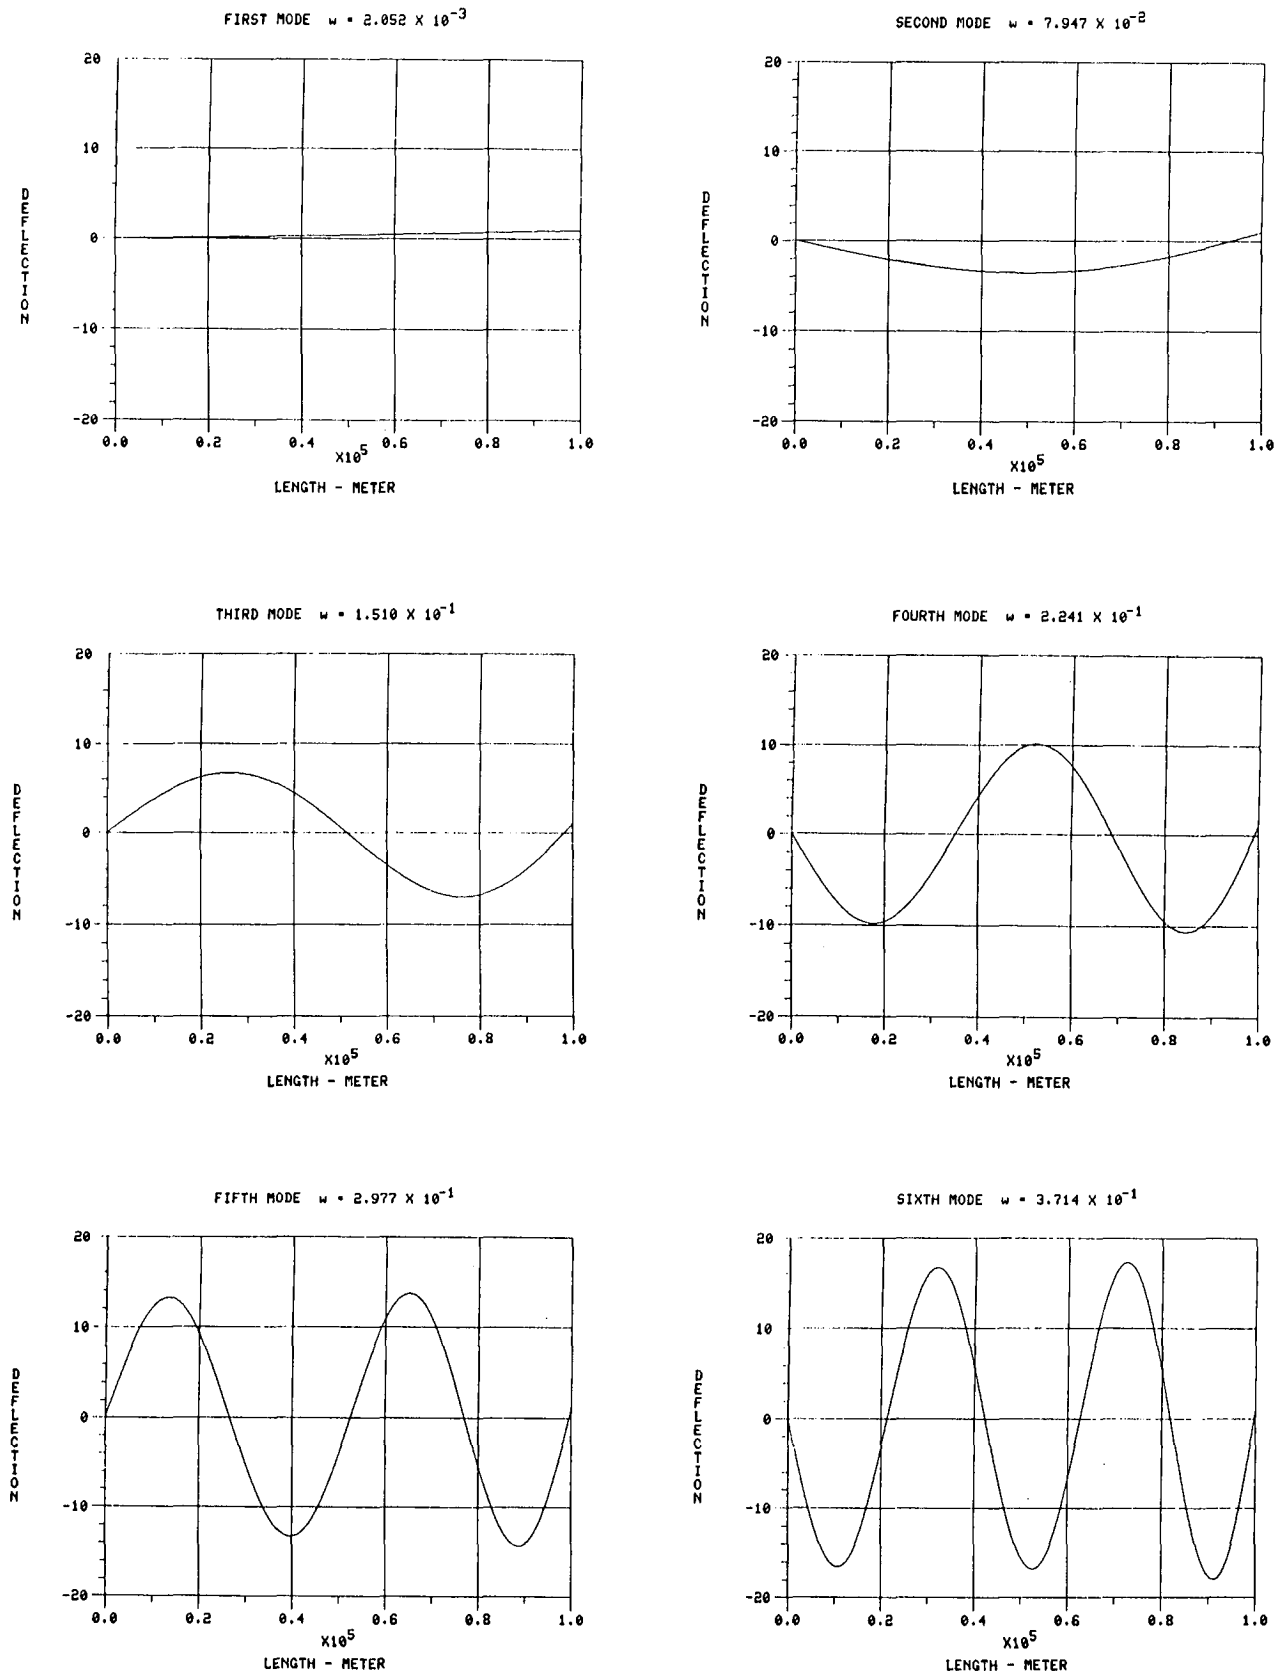 FIRST MODE w = 2.052 X 10^-3
20
10
0
-10
-20
DEFLECTION
0.0 0.2 0.4 0.6 0.8 1.0
X10^5
LENGTH - METER
SECOND MODE w = 7.947 X 10^-2
20
10
0
-10
-20
DEFLECTION
0.0 0.2 0.4 0.6 0.8 1.0
X10^5
LENGTH - METER
THIRD MODE w = 1.510 X 10^-1
20
10
0
-10
-20
DEFLECTION
0.0 0.2 0.4 0.6 0.8 1.0
X10^5
LENGTH - METER
FOURTH MODE w = 2.241 X 10^-1
20
10
0
-10
-20
DEFLECTION
0.0 0.2 0.4 0.6 0.8 1.0
X10^5
LENGTH - METER
FIFTH MODE w = 2.977 X 10^-1
20
10
0
-10
-20
DEFLECTION
0.0 0.2 0.4 0.6 0.8 1.0
X10^5
LENGTH - METER
SIXTH MODE w = 3.714 X 10^-1
20
10
0
-10
-20
DEFLECTION
0.0 0.2 0.4 0.6 0.8 1.0
X10^5
LENGTH - METER